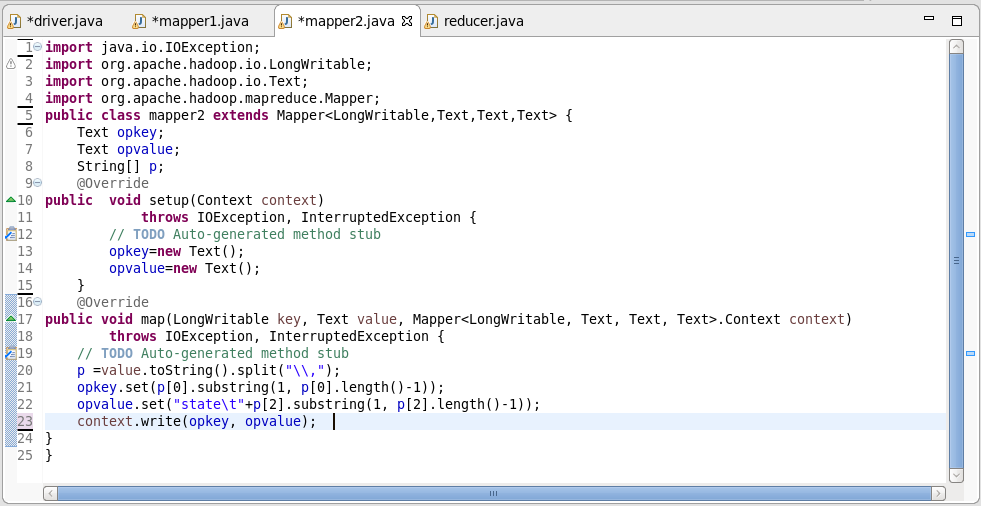 *driver.java *mapper1.java *mapper2.java reducer.java
1 import java.io.IOException;
2 import org.apache.hadoop.io.LongWritable;
3 import org.apache.hadoop.io.Text;
4 import org.apache.hadoop.mapreduce.Mapper;
5 public class mapper2 extends Mapper<LongWritable,Text,Text,Text> {
6     Text opkey;
7     Text opvalue;
8     String[] p;
9     @Override
10 public  void setup(Context context)
11             throws IOException, InterruptedException {
12         // TODO Auto-generated method stub
13         opkey=new Text();
14         opvalue=new Text();
15     }
16     @Override
17 public void map(LongWritable key, Text value, Mapper<LongWritable, Text, Text, Text>.Context context)
18         throws IOException, InterruptedException {
19     // TODO Auto-generated method stub
20     p =value.toString().split("\\,");
21     opkey.set(p[0].substring(1, p[0].length()-1));
22     opvalue.set("state\t"+p[2].substring(1, p[2].length()-1));
23     context.write(opkey, opvalue);
24 }
25 }